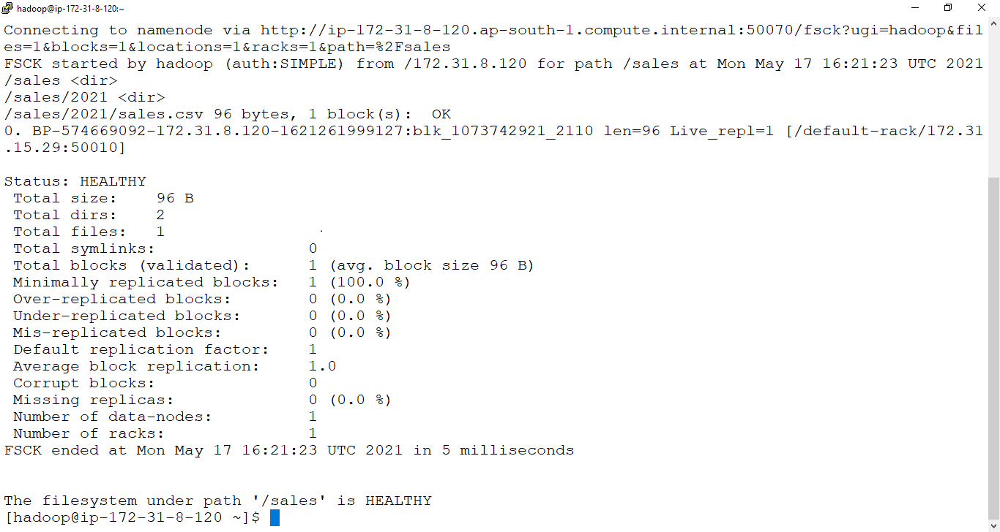 hadoop@ip-172-31-8-120:~
Connecting to namenode via http://ip-172-31-8-120.ap-south-1.compute.internal:50070/fsck?ugi=hadoop&fil
es=1&blocks=1&locations=1&racks=1&path=%2Fsales
FSCK started by hadoop (auth:SIMPLE) from /172.31.8.120 for path /sales at Mon May 17 16:21:23 UTC 2021
/sales <dir>
/sales/2021 <dir>
/sales/2021/sales.csv 96 bytes, 1 block(s):  OK
0. BP-574669092-172.31.8.120-1621261999127:blk_1073742921_2110 len=96 Live_repl=1 [/default-rack/172.31
.15.29:50010]

Status: HEALTHY
 Total size:    96 B
 Total dirs:    2
 Total files:   1
 Total symlinks:                0
 Total blocks (validated):      1 (avg. block size 96 B)
 Minimally replicated blocks:   1 (100.0 %)
 Over-replicated blocks:        0 (0.0 %)
 Under-replicated blocks:       0 (0.0 %)
 Mis-replicated blocks:         0 (0.0 %)
 Default replication factor:    1
 Average block replication:     1.0
 Corrupt blocks:                0
 Missing replicas:              0 (0.0 %)
 Number of data-nodes:          1
 Number of racks:               1
FSCK ended at Mon May 17 16:21:23 UTC 2021 in 5 milliseconds

The filesystem under path '/sales' is HEALTHY
[hadoop@ip-172-31-8-120 ~]$